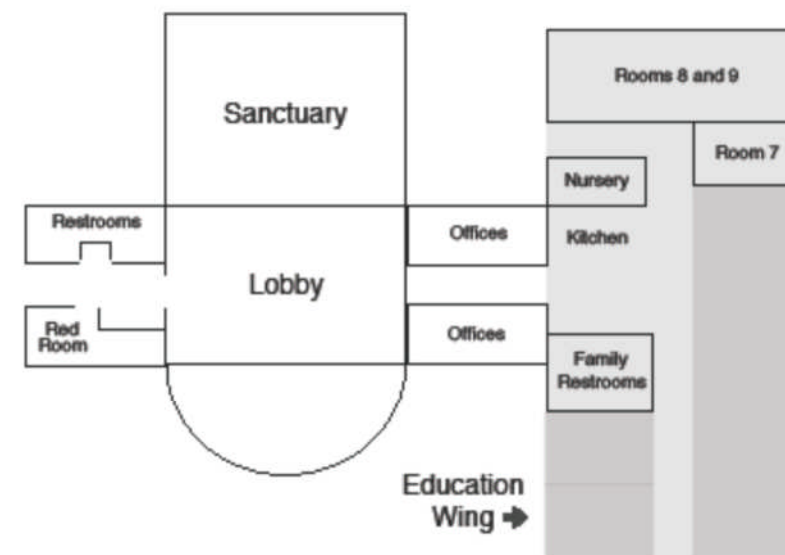 Rooms 8 and 9
Sanctuary
Room 7
Nursery
Restrooms
Offices
Kitchen
Lobby
Red
Room
Offices
Family
Restrooms
Education
Wing